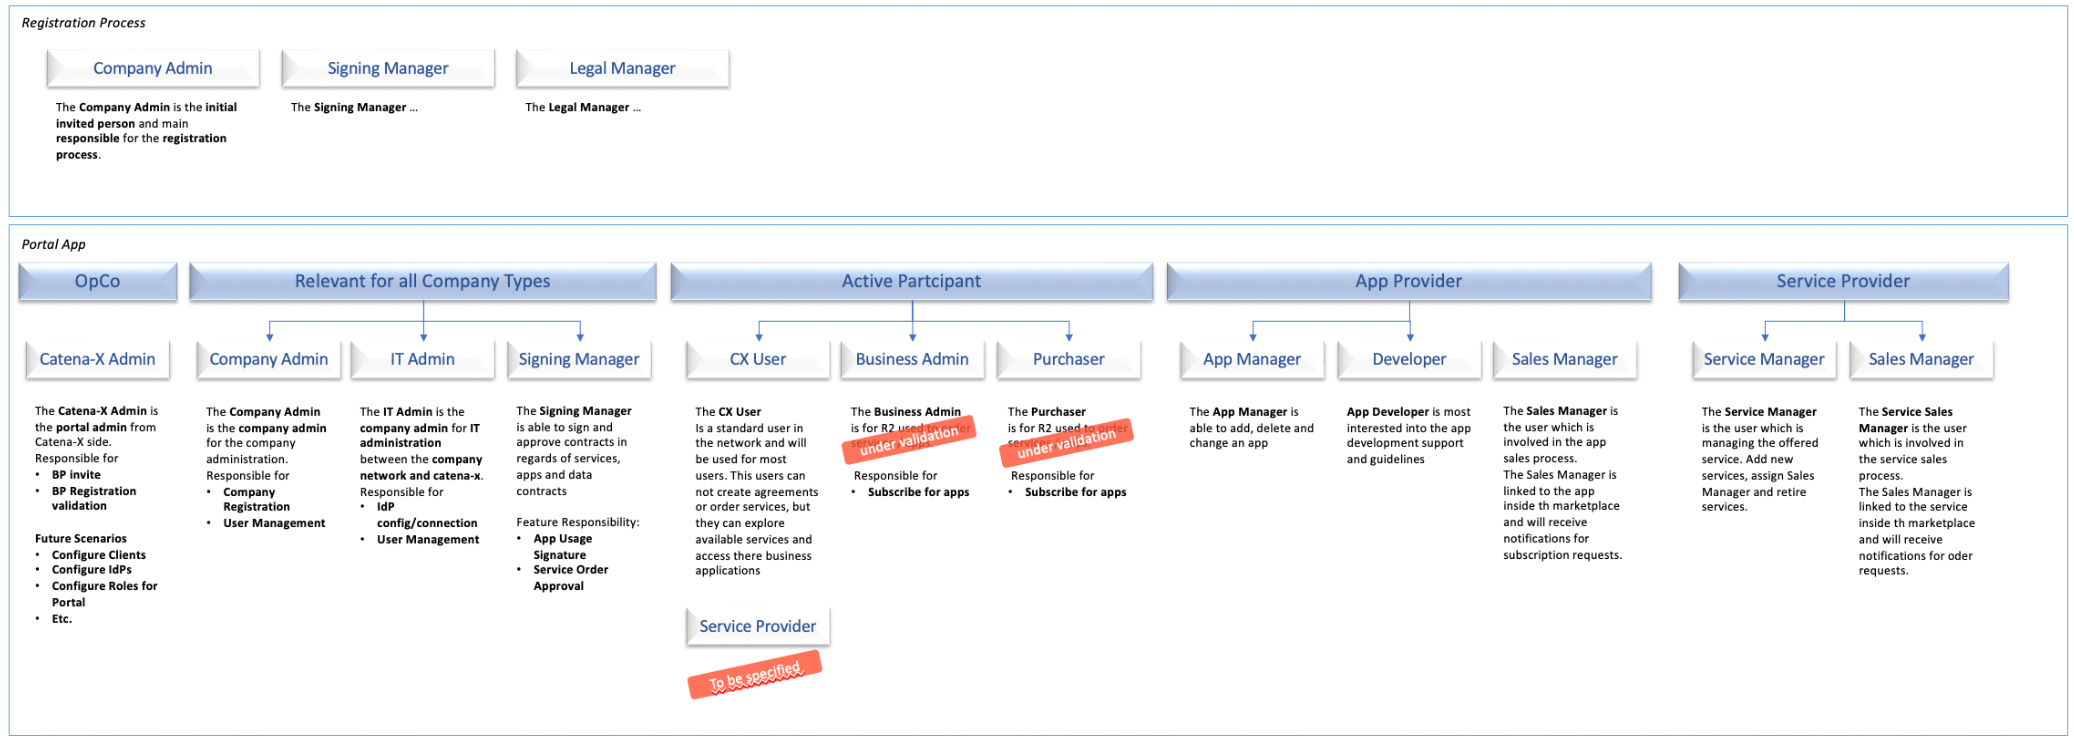 Registration Process
Company Admin
Signing Manager
Legal Manager
The Company Admin is the initial
invited person and main
responsible for the registration
process.
The Signing Manager ...
The Legal Manager ...
Portal App
OpCo
Relevant for all Company Types
Active Partcipant
App Provider
Service Provider
Catena-X Admin
Company Admin
IT Admin
Signing Manager
CX User
Business Admin
Purchaser
App Manager
Developer
Sales Manager
Service Manager
Sales Manager
The Catena-X Admin is
the portal admin from
Catena-X side.
Responsible for
• BP invite
• BP Registration
validation
Future Scenarios
• Configure Clients
• Configure IdPs
• Configure Roles for
Portal
• Etc.
The Company Admin
is the company admin
for the company
administration.
Responsible for
• Company
Registration
• User Management
The IT Admin is the
company admin for IT
administration
between the company
network and catena-x.
Responsible for
• IdP
config/connection
• User Management
The Signing Manager
is able to sign and
approve contracts in
regards of services,
apps and data
contracts
Feature Responsibility:
• App Usage
Signature
• Service Order
Approval
The CX User
Is a standard user in
the network and will
be used for most
users. This users can
not create agreements
or order services, but
they can explore
available services and
access there business
applications
Service Provider
To be specified
The Business Admin
is for R2 used to order
under validation
Responsible for
• Subscribe for apps
The Purchaser
is for R2 used to order
under validation
Responsible for
• Subscribe for apps
The App Manager is
able to add, delete and
change an app
App Developer is most
interested into the app
development support
and guidelines
The Sales Manager is
the user which is
involved in the app
sales process.
The Sales Manager is
linked to the app
inside th marketplace
and will receive
notifications for
subscription requests.
The Service Manager
is the user which is
managing the offered
service. Add new
services, assign Sales
Manager and retire
services.
The Service Sales
Manager is the user
which is involved in
the service sales
process.
The Sales Manager is
linked to the service
inside th marketplace
and will receive
notifications for oder
requests.